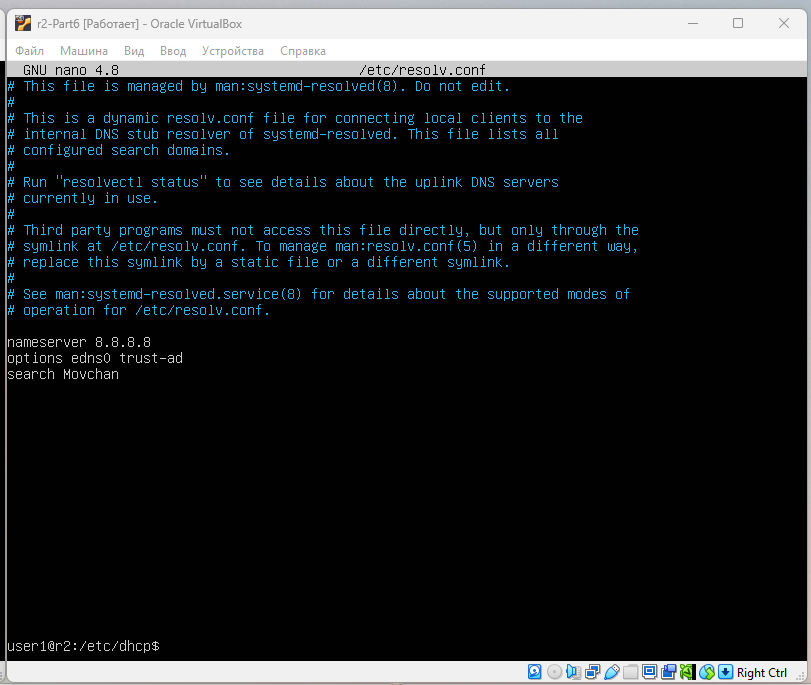 r2-Part6 [Работает] - Oracle VirtualBox
Файл Машина Вид Ввод Устройства Справка
GNU nano 4.8 /etc/resolv.conf
# This file is managed by man:systemd-resolved(8). Do not edit.
#
# This is a dynamic resolv.conf file for connecting local clients to the
# internal DNS stub resolver of systemd-resolved. This file lists all
# configured search domains.
#
# Run "resolvectl status" to see details about the uplink DNS servers
# currently in use.
#
# Third party programs must not access this file directly, but only through the
# symlink at /etc/resolv.conf. To manage man:resolv.conf(5) in a different way,
# replace this symlink by a static file or a different symlink.
#
# See man:systemd-resolved.service(8) for details about the supported modes of
# operation for /etc/resolv.conf.
nameserver 8.8.8.8
options edns0 trust-ad
search Movchan
user1@r2:/etc/dhcp$
Right Ctrl